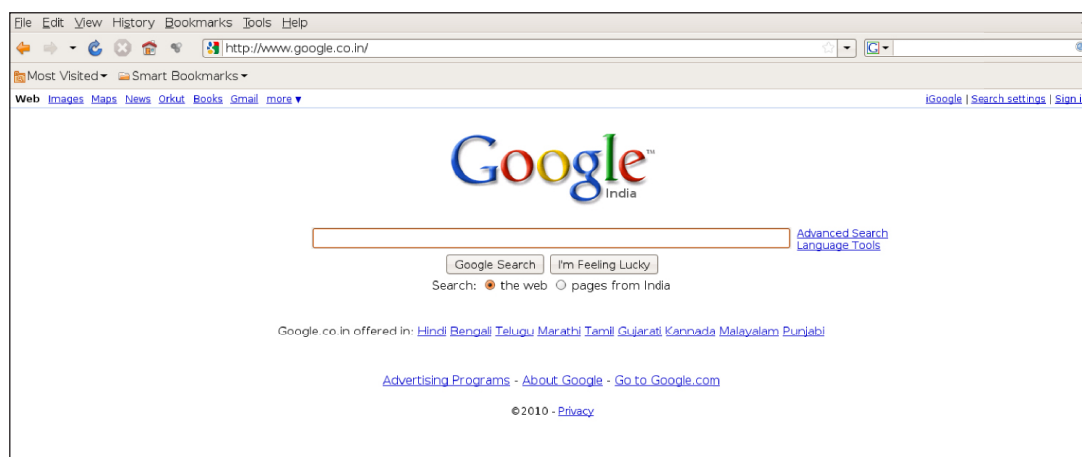 File Edit View History Bookmarks Tools Help
http://www.google.co.in/
Most Visited Smart Bookmarks
Web Images Maps News Orkut Books Gmail more iGoogle | Search settings | Sign i
Google™
India
Advanced Search
Language Tools
Google Search I'm Feeling Lucky
Search: the web pages from India
Google.co.in offered in: Hindi Bengali Telugu Marathi Tamil Gujarati Kannada Malayalam Punjabi
Advertising Programs - About Google - Go to Google.com
©2010 - Privacy